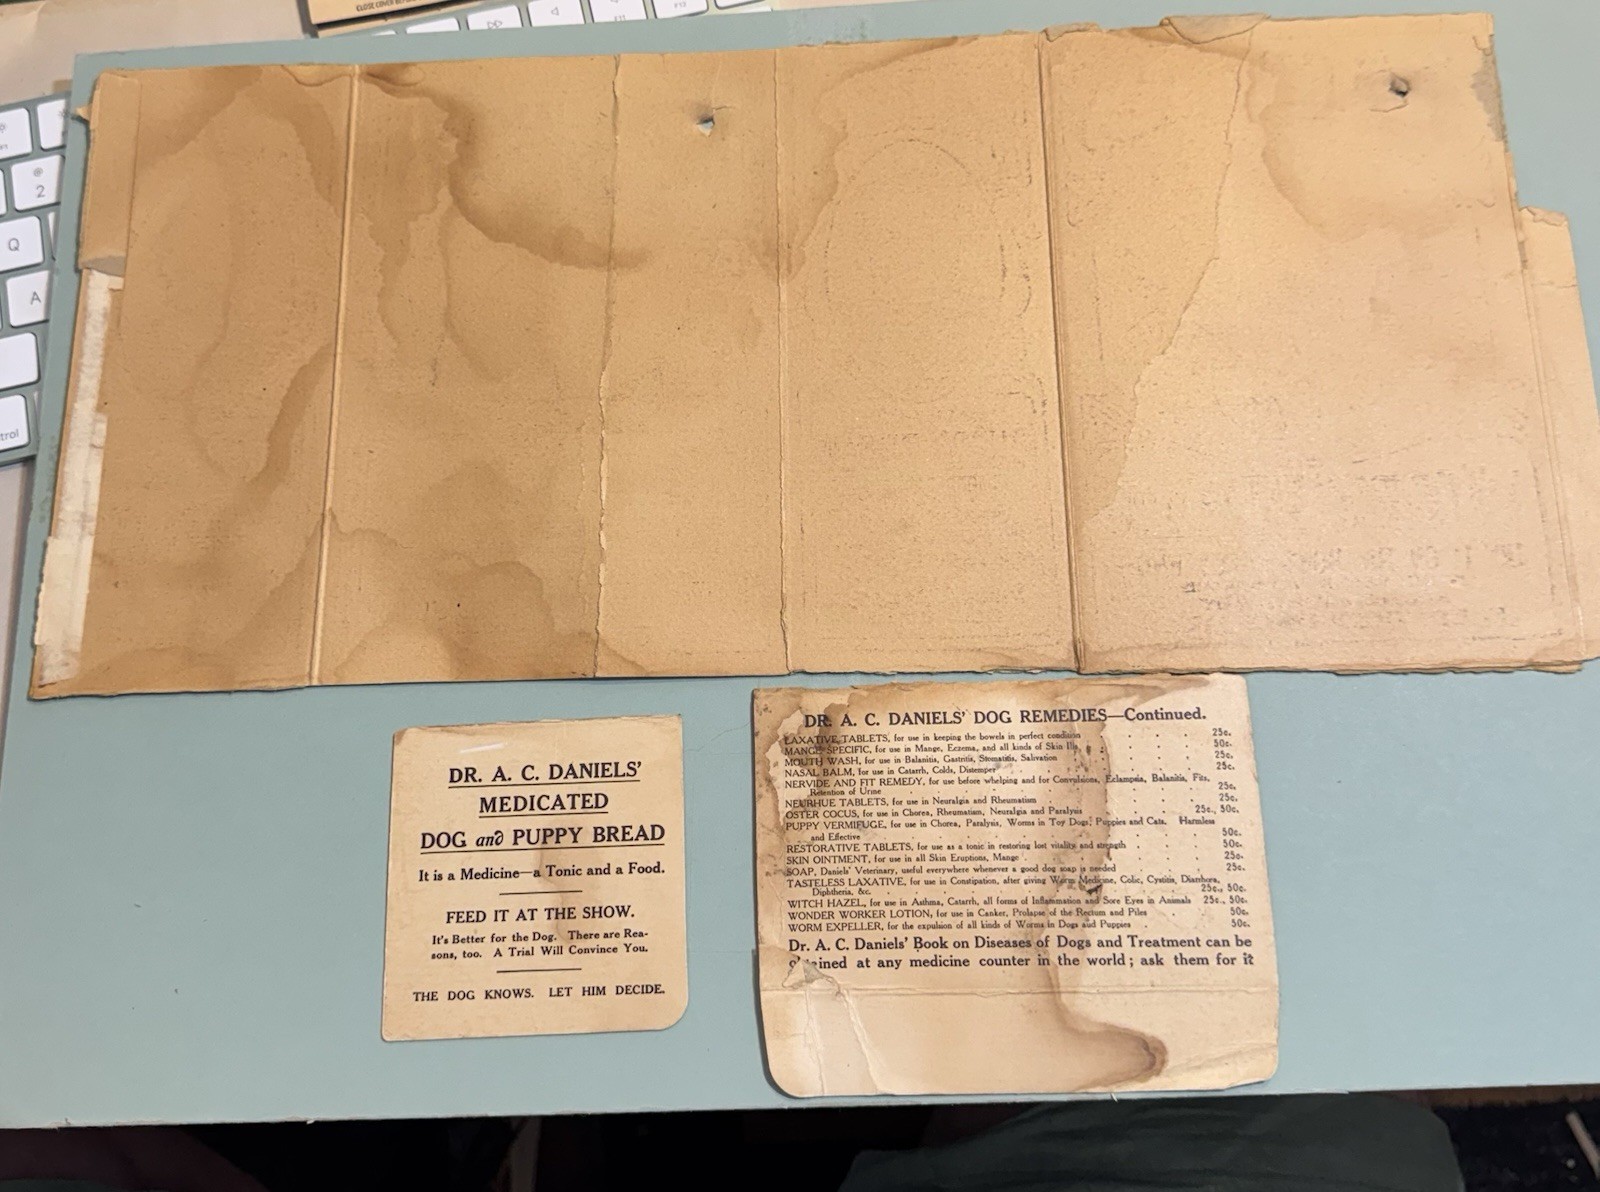 CLOSE COVER
2
Q
A
trol
F11
F12
DR. A. C. DANIELS'
MEDICATED
DOG and PUPPY BREAD
It is a Medicine—a Tonic and a Food.
FEED IT AT THE SHOW.
It's Better for the Dog. There are Rea-
sons, too. A Trial Will Convince You.
THE DOG KNOWS. LET HIM DECIDE.
DR. A. C. DANIELS' DOG REMEDIES—Continued.
LAXATIVE TABLETS, for use in keeping the bowels in perfect condition . . . 25c.
MANGE SPECIFIC, for use in Mange, Eczema, and all kinds of Skin Ills, . . . 50c.
MOUTH WASH, for use in Balanitis, Gastritis, Stomatitis, Salivation . . . 25c.
NASAL BALM, for use in Catarrh, Colds, Distemper . . . 25c.
NERVIDE AND FIT REMEDY, for use before whelping and for Convulsions, Eclampsia, Balanitis, Fits,
Retention of Urine . . . 25c.
NEURHUE TABLETS, for use in Neuralgia and Rheumatism . . . 25c.
OSTER COCUS, for use in Chorea, Rheumatism, Neuralgia and Paralysis . . . 25c., 50c.
PUPPY VERMIFUGE, for use in Chorea, Paralysis, Worms in Toy Dogs, Puppies and Cats. Harmless
and Effective . . . 50c.
RESTORATIVE TABLETS, for use as a tonic in restoring lost vitality and strength . . . 50c.
SKIN OINTMENT, for use in all Skin Eruptions, Mange . . . 25c.
SOAP, Daniels' Veterinary, useful everywhere whenever a good dog soap is needed . . . 25c.
TASTELESS LAXATIVE, for use in Constipation, after giving Worm Medicine, Colic, Cystitis, Diarrhoea,
Diphtheria, &c. . . . 25c., 50c.
WITCH HAZEL, for use in Asthma, Catarrh, all forms of Inflammation and Sore Eyes in Animals 25c., 50c.
WONDER WORKER LOTION, for use in Canker, Prolapse of the Rectum and Piles . . 50c.
WORM EXPELLER, for the expulsion of all kinds of Worms in Dogs and Puppies . . 50c.
Dr. A. C. Daniels' Book on Diseases of Dogs and Treatment can be
obtained at any medicine counter in the world; ask them for it